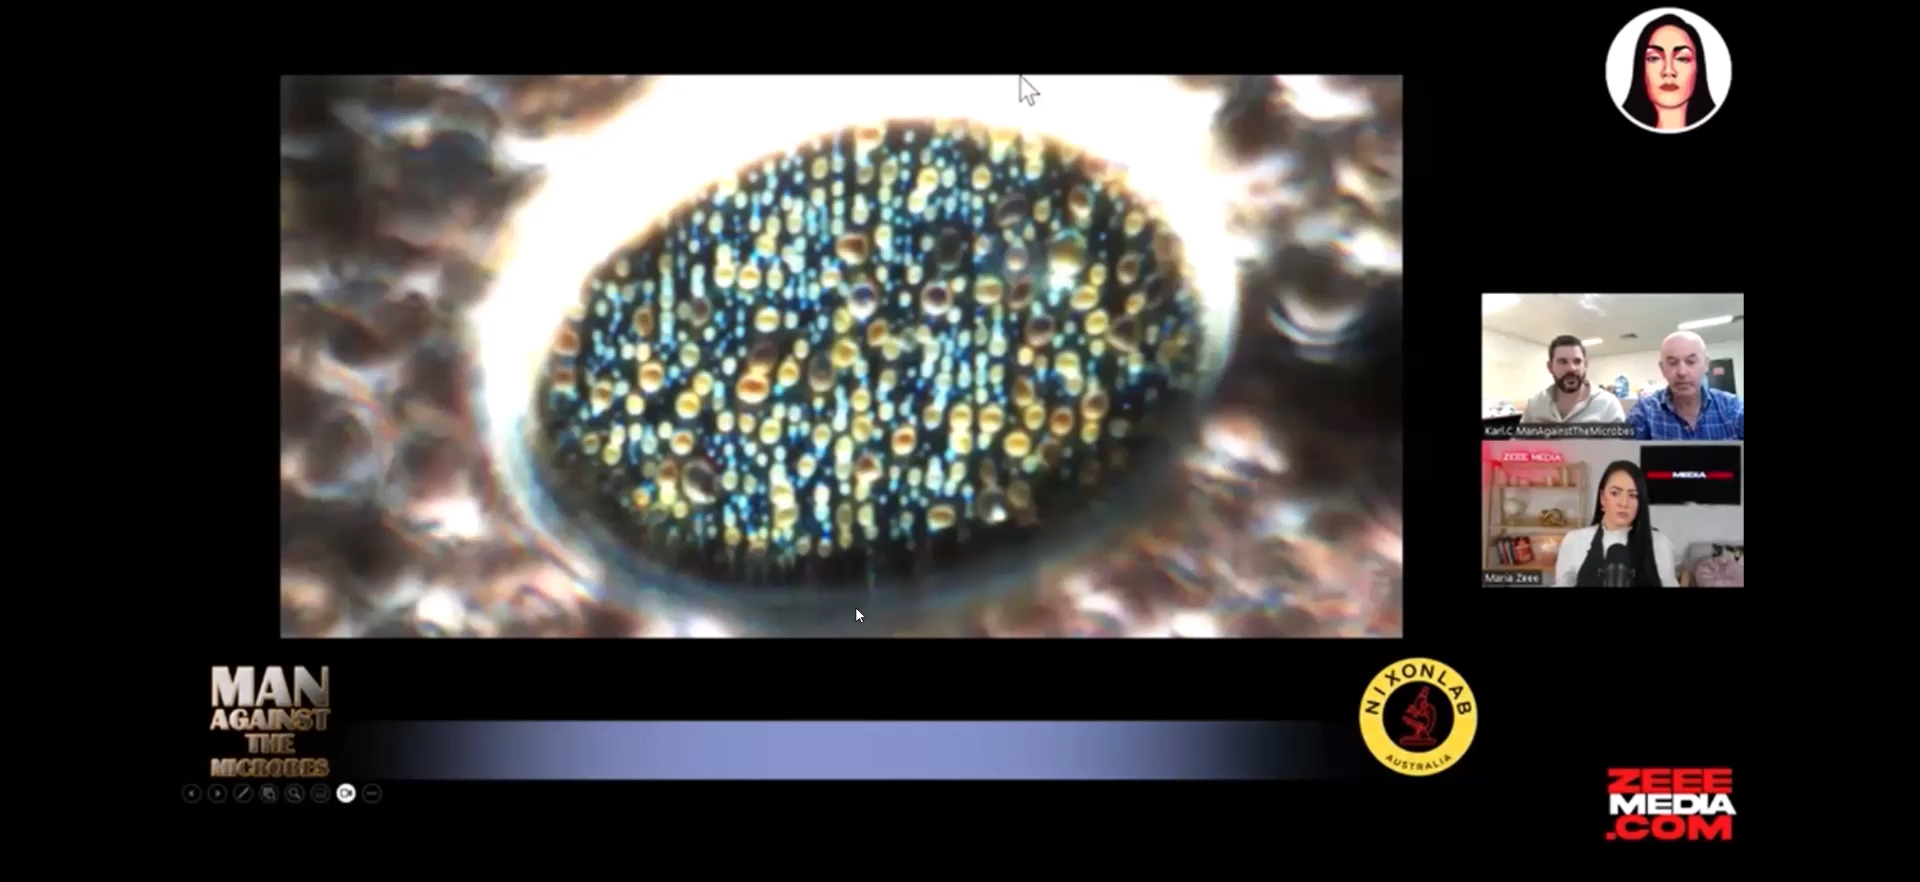 Karl.C ManAgainstTheMicrobes
ZEEE MEDIA
MEDIA
Maria Zeee
MAN
AGAINST
THE
MICROBES
NIXONLAB
AUSTRALIA
ZEEE
MEDIA
.COM